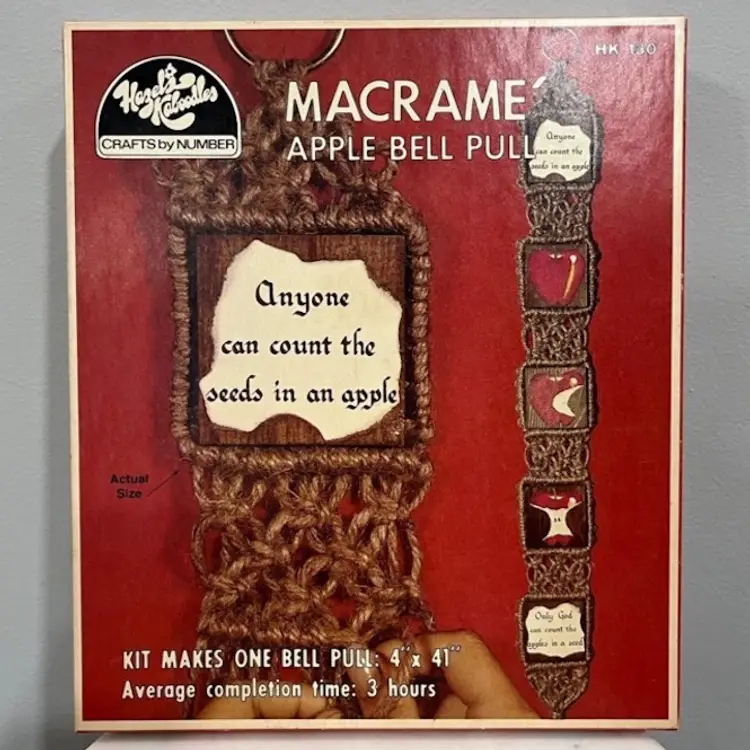 Hazel's
Kaboodles
CRAFTS by NUMBER
HK 130
MACRAMÉ
APPLE BELL PULL
Anyone
can count the
seeds in an apple
Anyone
can count the
seeds in an apple
Actual
Size
Only God
can count the
apples in a seed
KIT MAKES ONE BELL PULL: 4" x 41"
Average completion time: 3 hours